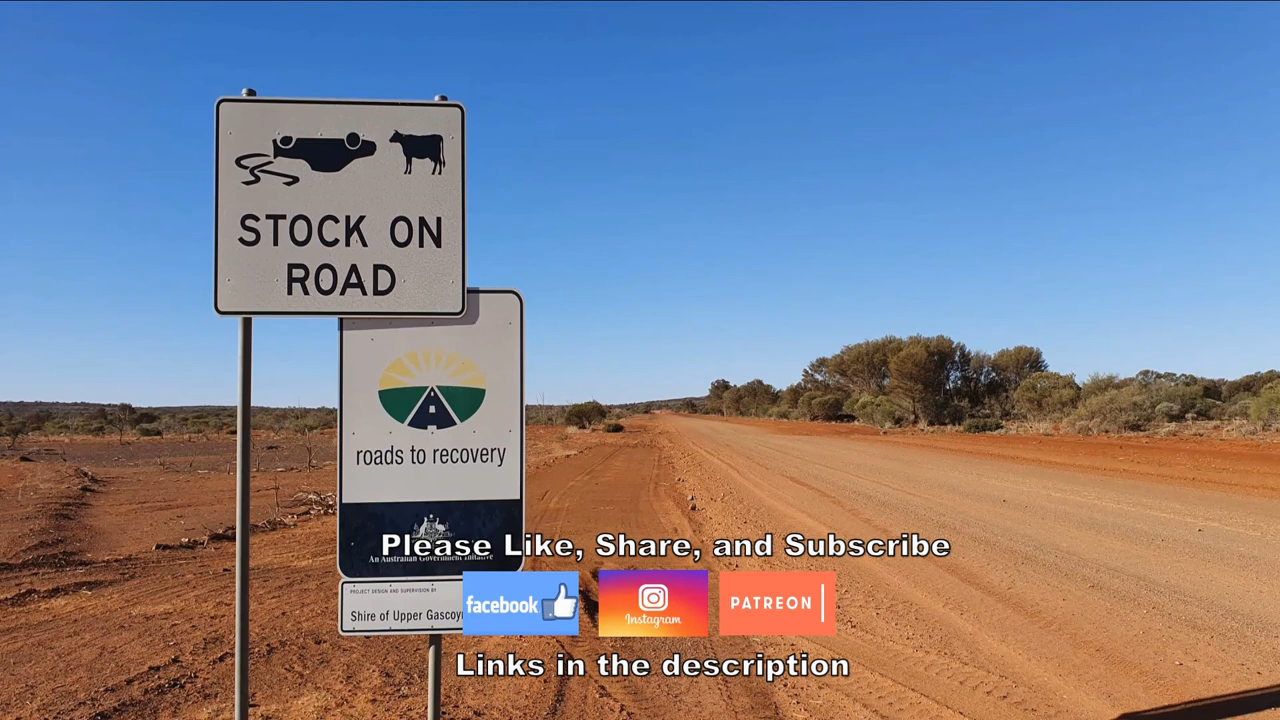 STOCK ON
ROAD
roads to recovery
An Australian Government Initiative
Please Like, Share, and Subscribe
PROJECT DESIGN AND SUPERVISION BY
Shire of Upper Gascoy
facebook
Instagram
PATREON
Links in the description